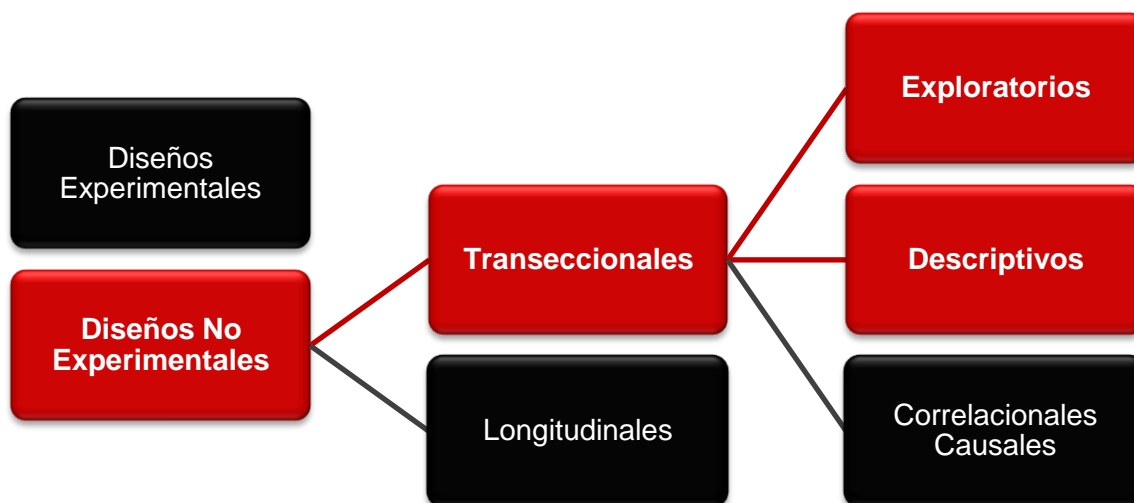 Diseños
Experimentales
Diseños No
Experimentales
Transeccionales
Longitudinales
Exploratorios
Descriptivos
Correlacionales
Causales